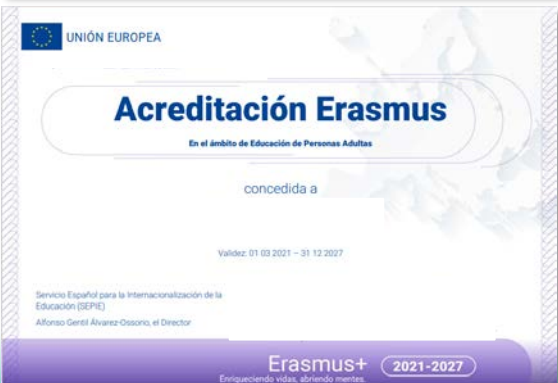 UNIÓN EUROPEA
Acreditación Erasmus
En el ámbito de Educación de Personas Adultas
concedida a
Validez: 01 03 2021 – 31 12 2027
Servicio Español para la Internacionalización de la
Educación (SEPIE)
Alfonso Gentil Álvarez-Ossorio, el Director
Erasmus+ 2021-2027
Enriqueciendo vidas, abriendo mentes.